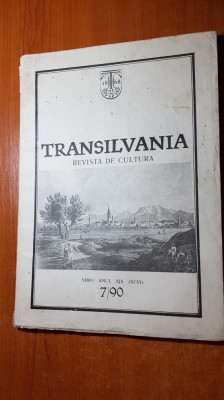 TRANSILVANIA
REVISTA DE CULTURA
SIBIU ANUL XIX (XCVI)
7/90